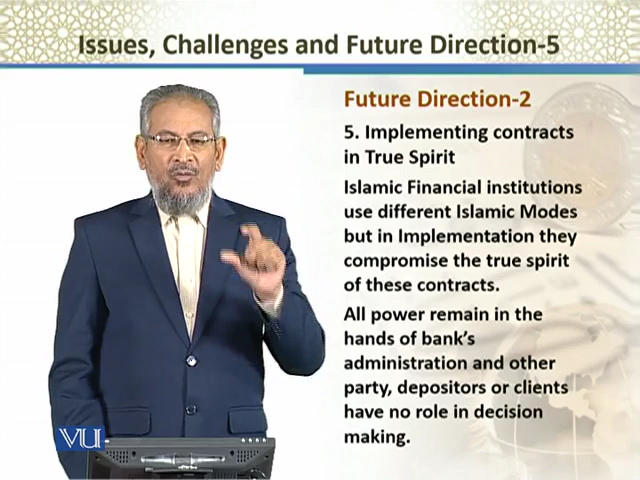 Issues, Challenges and Future Direction-5
Future Direction-2
5. Implementing contracts
in True Spirit
Islamic Financial institutions
use different Islamic Modes
but in Implementation they
compromise the true spirit
of these contracts.
All power remain in the
hands of bank's
administration and other
party, depositors or clients
have no role in decision
making.
VU